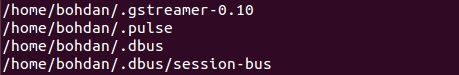 /home/bohdan/.gstreamer-0.10
/home/bohdan/.pulse
/home/bohdan/.dbus
/home/bohdan/.dbus/session-bus